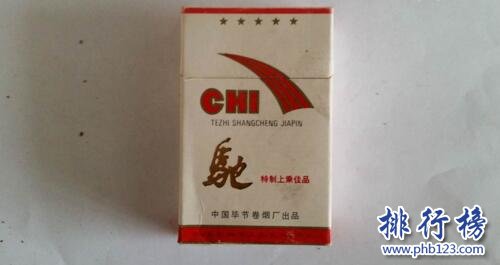 ★★★★★
CHI
TEZHI SHANGCHENG JIAPIN
馳 特制上乘佳品
中国毕节卷烟厂出品
排行榜
www.phb123.com